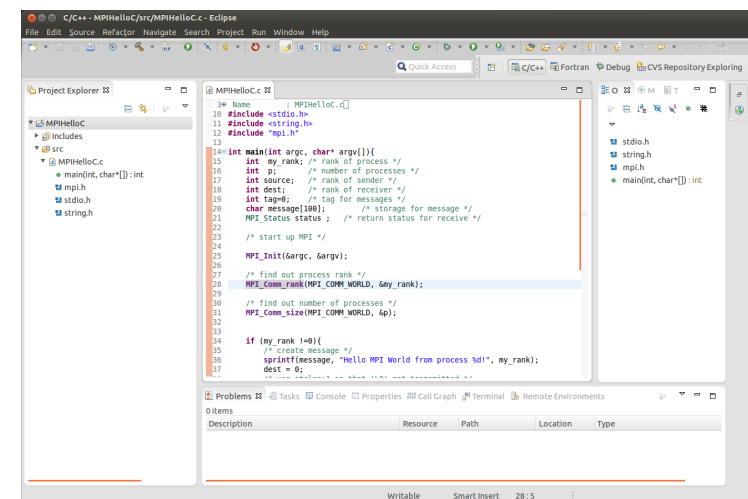 C/C++ - MPIHelloC/src/MPIHelloC.c - Eclipse
File Edit Source Refactor Navigate Search Project Run Window Help
Quick Access C/C++ Fortran Debug CVS Repository Exploring
Project Explorer
MPIHelloC
Includes
src
MPIHelloC.c
main(int, char*[]) : int
mpi.h
stdio.h
string.h
MPIHelloC.c
3 Name : MPIHelloC.c
10 #include <stdio.h>
11 #include <string.h>
12 #include "mpi.h"
13
14 int main(int argc, char* argv[]){
15 int my_rank; /* rank of process */
16 int p; /* number of processes */
17 int source; /* rank of sender */
18 int dest; /* rank of receiver */
19 int tag=0; /* tag for messages */
20 char message[100]; /* storage for message */
21 MPI_Status status ; /* return status for receive */
22
23 /* start up MPI */
24
25 MPI_Init(&argc, &argv);
26
27 /* find out process rank */
28 MPI_Comm_rank(MPI_COMM_WORLD, &my_rank);
29
30 /* find out number of processes */
31 MPI_Comm_size(MPI_COMM_WORLD, &p);
32
33
34 if (my_rank !=0){
35 /* create message */
36 sprintf(message, "Hello MPI World from process %d!", my_rank);
37 dest = 0;
O M T
stdio.h
string.h
mpi.h
main(int, char*[]) : int
Problems Tasks Console Properties Call Graph Terminal Remote Environments
0 items
Description Resource Path Location Type
Writable Smart Insert 28 : 5